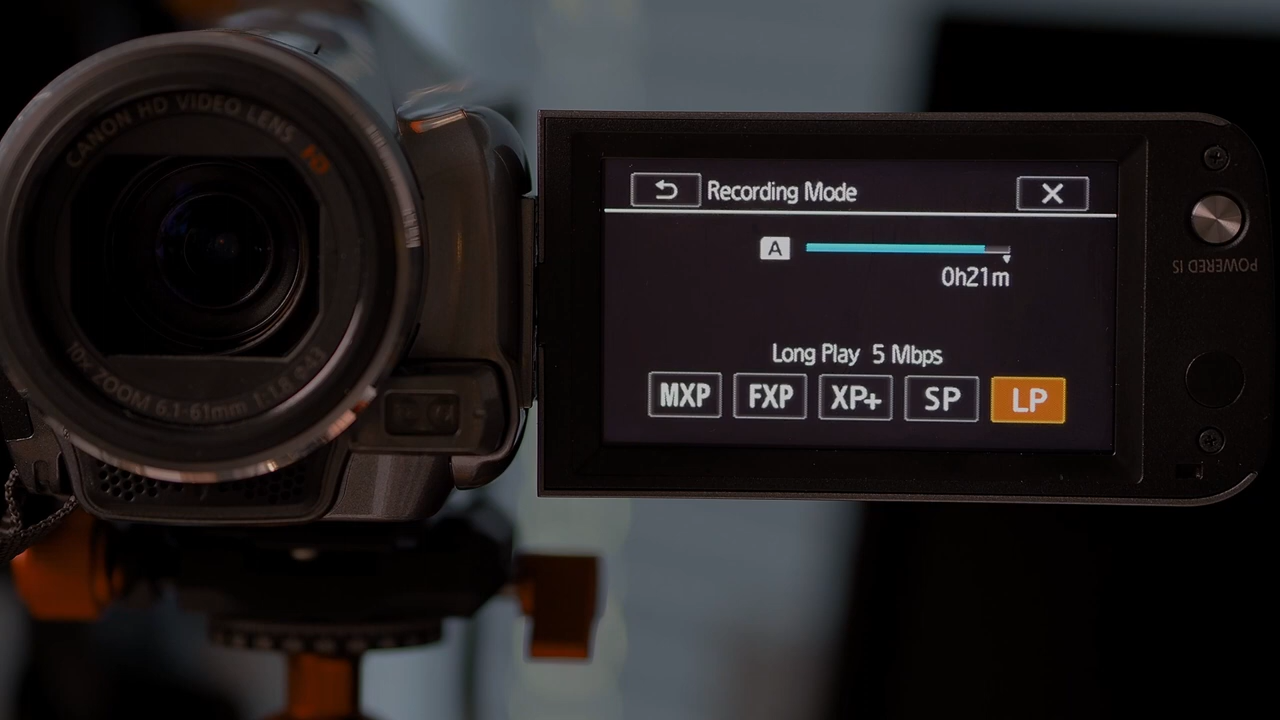 CANON HD VIDEO LENS
HD
10x ZOOM 6.1-61mm
Recording Mode
A
0h21m
Long Play 5 Mbps
MXP FXP XP+ SP LP
POWERED IS